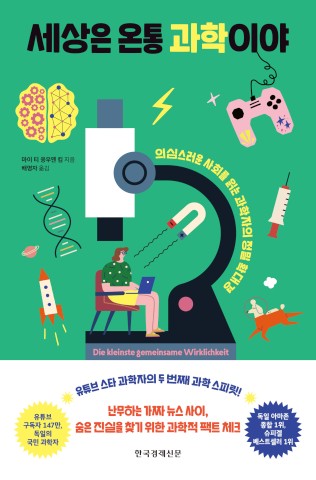 세상은 온통 과학이야
마이 티 응우옌 킴 지음
배명자 옮김
의심스러운 사회를 읽는 과학자의 정밀 확대경
Die kleinste gemeinsame Wirklichkeit
유튜브 스타 과학자의 두 번째 과학 스피릿!
유튜브
구독자 147만,
독일의
국민 과학자
난무하는 가짜 뉴스 사이,
숨은 진실을 찾기 위한 과학적 팩트 체크
독일 아마존
종합 1위,
슈피겔
베스트셀러 1위
한국경제신문